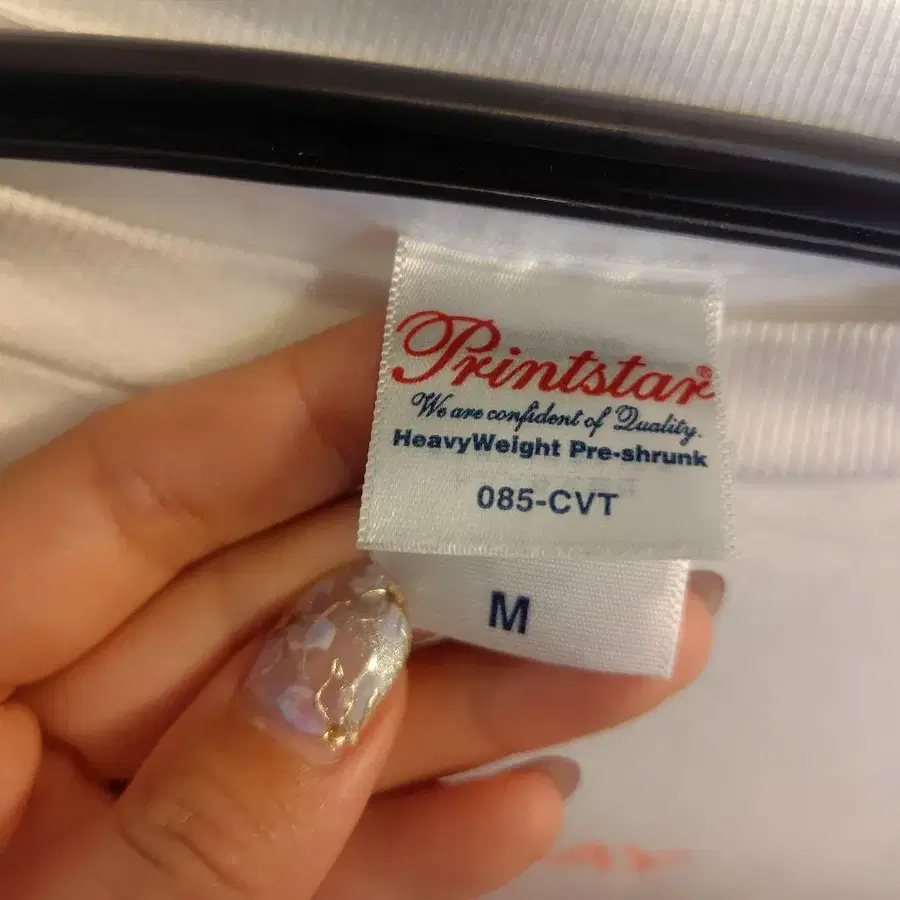 Printstar®
We are confident of Quality.
HeavyWeight Pre-shrunk
085-CVT
M